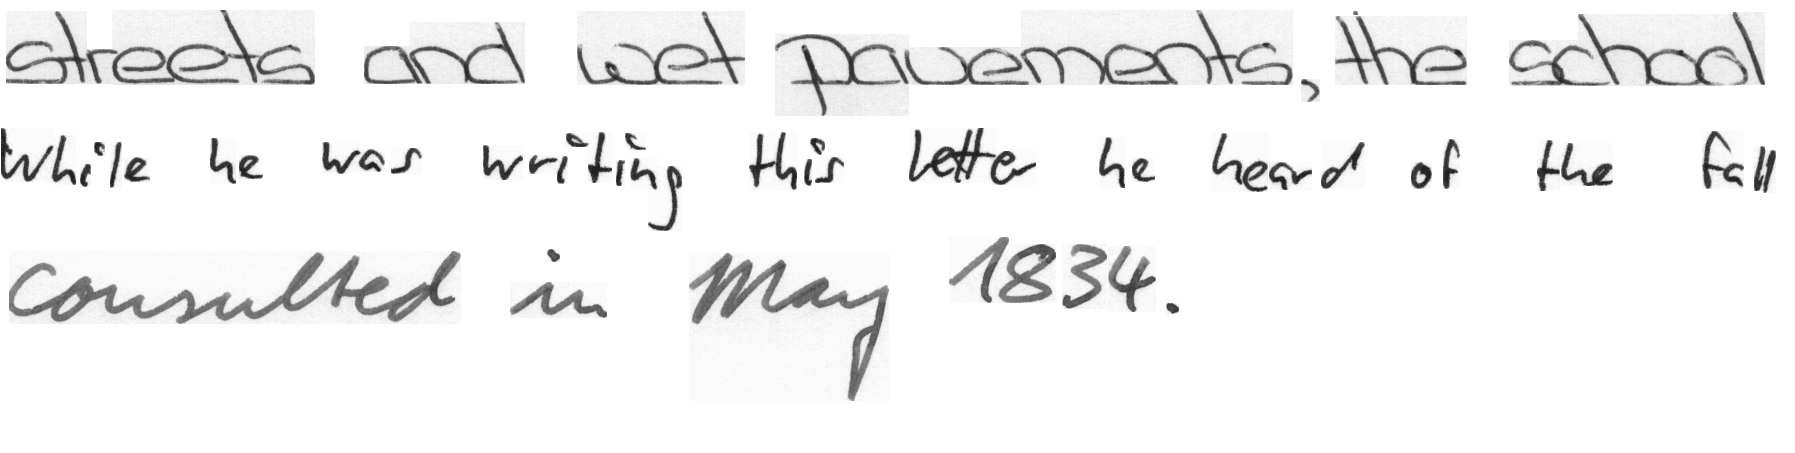 streets and wet pavements, the school
While he was writing this letter he heard of the fall
consulted in May 1834.